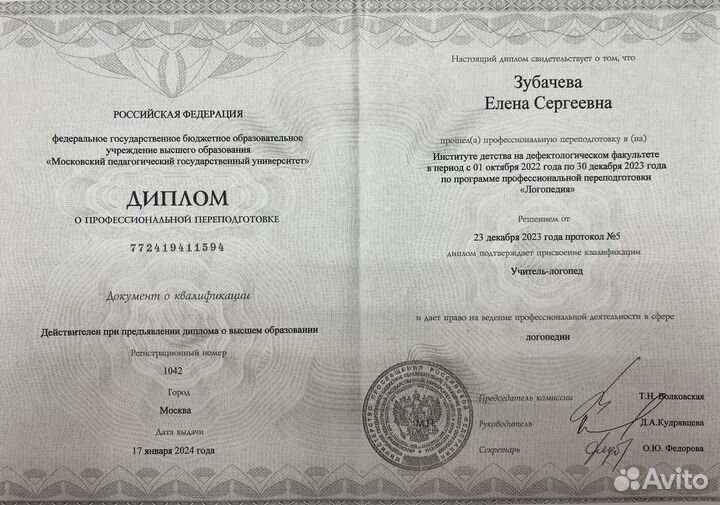 РОССИЙСКАЯ ФЕДЕРАЦИЯ
федеральное государственное бюджетное образовательное
учреждение высшего образования
«Московский педагогический государственный университет»
ДИПЛОМ
О ПРОФЕССИОНАЛЬНОЙ ПЕРЕПОДГОТОВКЕ
772419411594
Документ о квалификации
Действителен при предъявлении диплома о высшем образовании
Регистрационный номер
1042
Город
Москва
Дата выдачи
17 января 2024 года
Настоящий диплом свидетельствует о том, что
Зубачева
Елена Сергеевна
прошел(а) профессиональную переподготовку в (на)
Институте детства на дефектологическом факультете
в период с 01 октября 2022 года по 30 декабря 2023 года
по программе профессиональной переподготовки
«Логопедия»
Решением от
23 декабря 2023 года протокол №5
диплом подтверждает присвоение квалификации
Учитель-логопед
и дает право на ведение профессиональной деятельности в сфере
логопедии
М.П.
Председатель комиссии Т.Н. Волковская
Руководитель Д.А.Кудрявцева
Секретарь О.Ю. Федорова
Avito